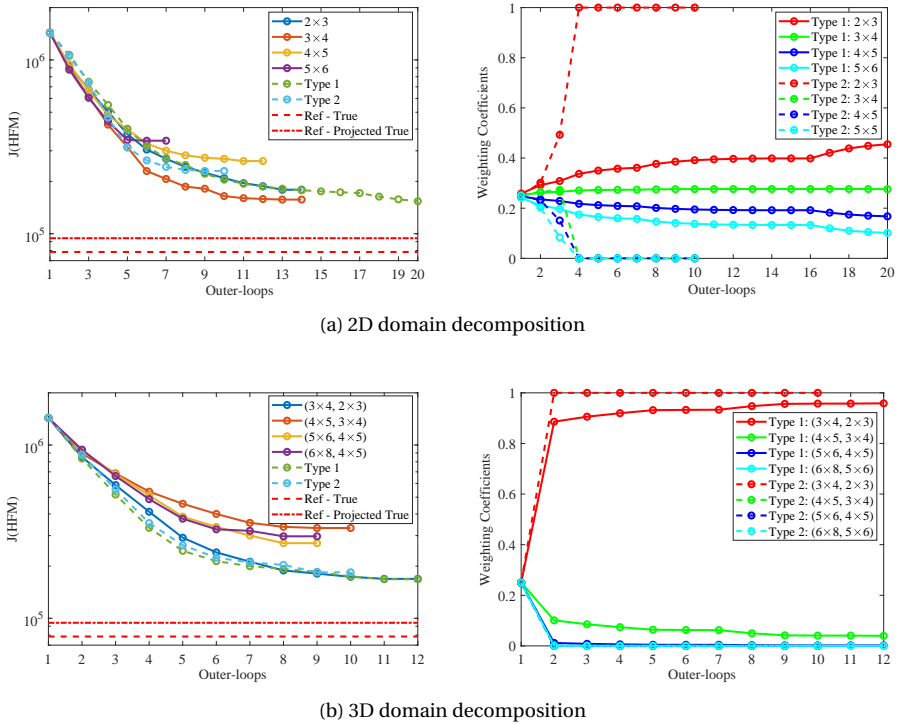 J(HFM)
10^6
10^5
2×3
3×4
4×5
5×6
Type 1
Type 2
Ref - True
Ref - Projected True
1 3 5 7 9 11 13 15 17 19 20
Outer-loops
Weighting Coefficients
1
0.8
0.6
0.4
0.2
0
Type 1: 2×3
Type 1: 3×4
Type 1: 4×5
Type 1: 5×6
Type 2: 2×3
Type 2: 3×4
Type 2: 4×5
Type 2: 5×5
2 4 6 8 10 12 14 16 18 20
Outer-loops
(a) 2D domain decomposition
J(HFM)
10^6
10^5
(3×4, 2×3)
(4×5, 3×4)
(5×6, 4×5)
(6×8, 4×5)
Type 1
Type 2
Ref - True
Ref - Projected True
1 2 3 4 5 6 7 8 9 10 11 12
Outer-loops
Weighting Coefficients
1
0.8
0.6
0.4
0.2
0
Type 1: (3×4, 2×3)
Type 1: (4×5, 3×4)
Type 1: (5×6, 4×5)
Type 1: (6×8, 5×6)
Type 2: (3×4, 2×3)
Type 2: (4×5, 3×4)
Type 2: (5×6, 4×5)
Type 2: (6×8, 5×6)
1 2 3 4 5 6 7 8 9 10 11 12
Outer-loops
(b) 3D domain decomposition